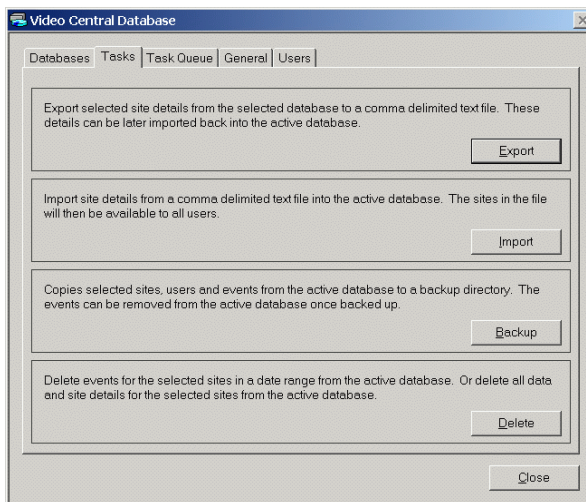 Video Central Database
Databases Tasks Task Queue General Users
Export selected site details from the selected database to a comma delimited text file. These
details can be later imported back into the active database.
Export
Import site details from a comma delimited text file into the active database. The sites in the file
will then be available to all users.
Import
Copies selected sites, users and events from the active database to a backup directory. The
events can be removed from the active database once backed up.
Backup
Delete events for the selected sites in a date range from the active database. Or delete all data
and site details for the selected sites from the active database.
Delete
Close